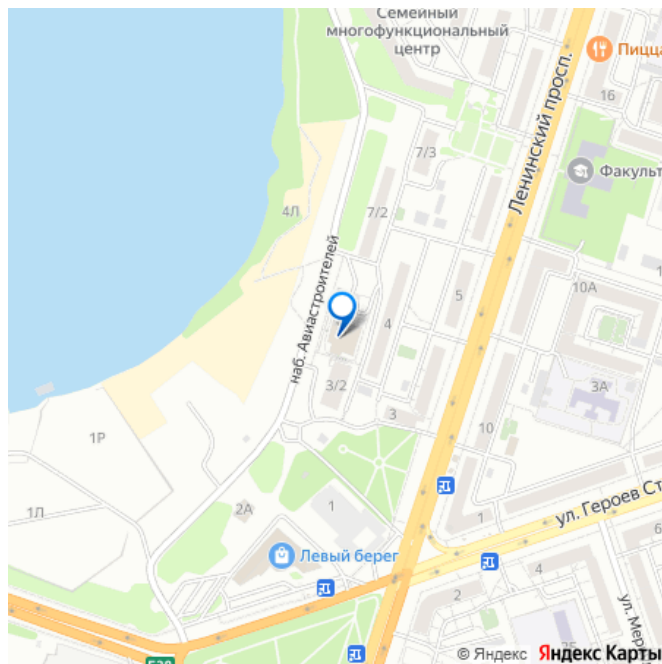 Семейный
многофункциональный
центр
Пицца
16
Ленинский просп.
7/3
Факульт
4Л
7/2
наб. Авиастроителей
5
10А
4
3/2
3А
3
10
1Р
1Л
2А
1
1
ул. Героев Ст
Левый берег
4
2
ул. Мер
© Яндекс Яндекс Карты